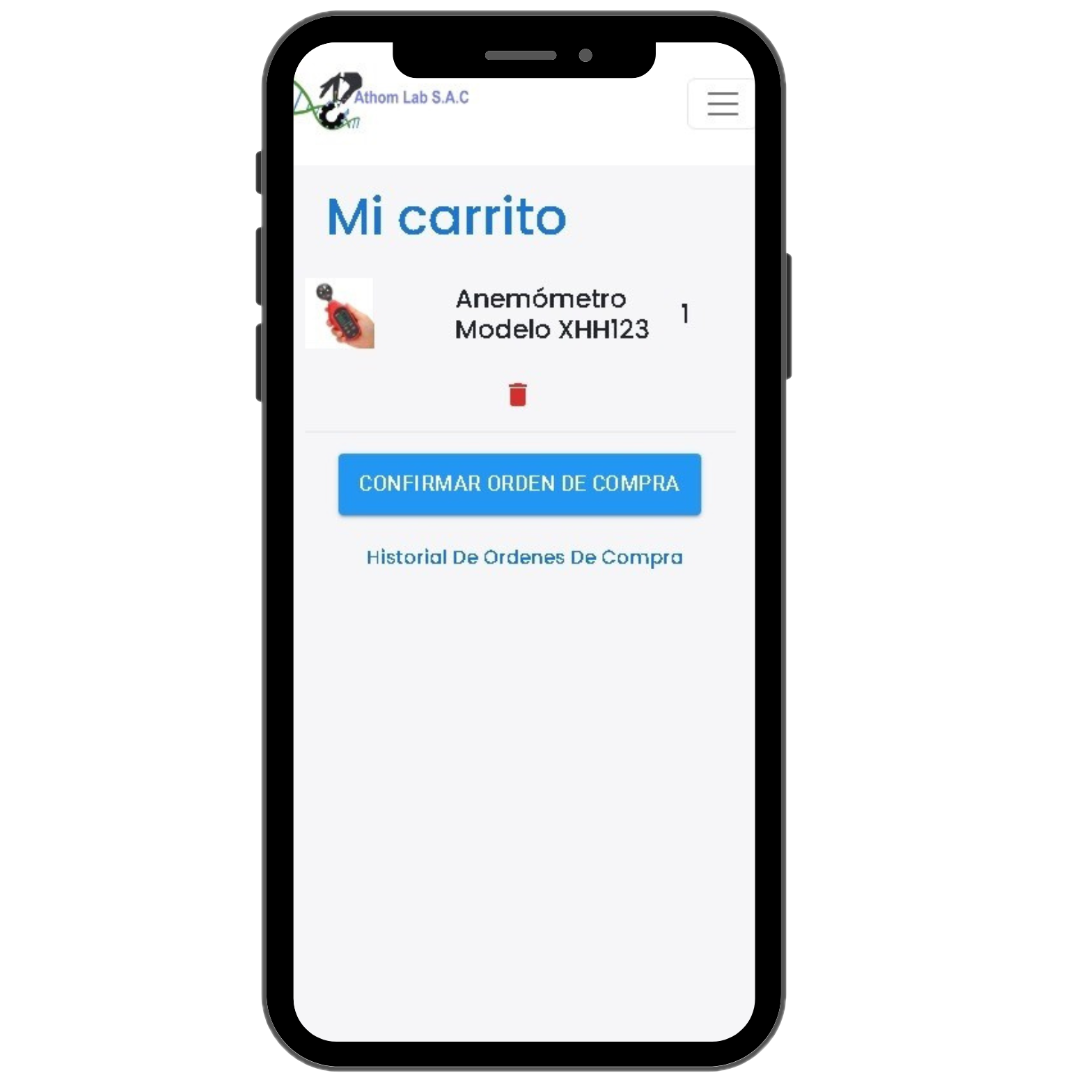 Athom Lab S.A.C
Mi carrito
Anemómetro
Modelo XHH123
1
CONFIRMAR ORDEN DE COMPRA
Historial De Ordenes De Compra